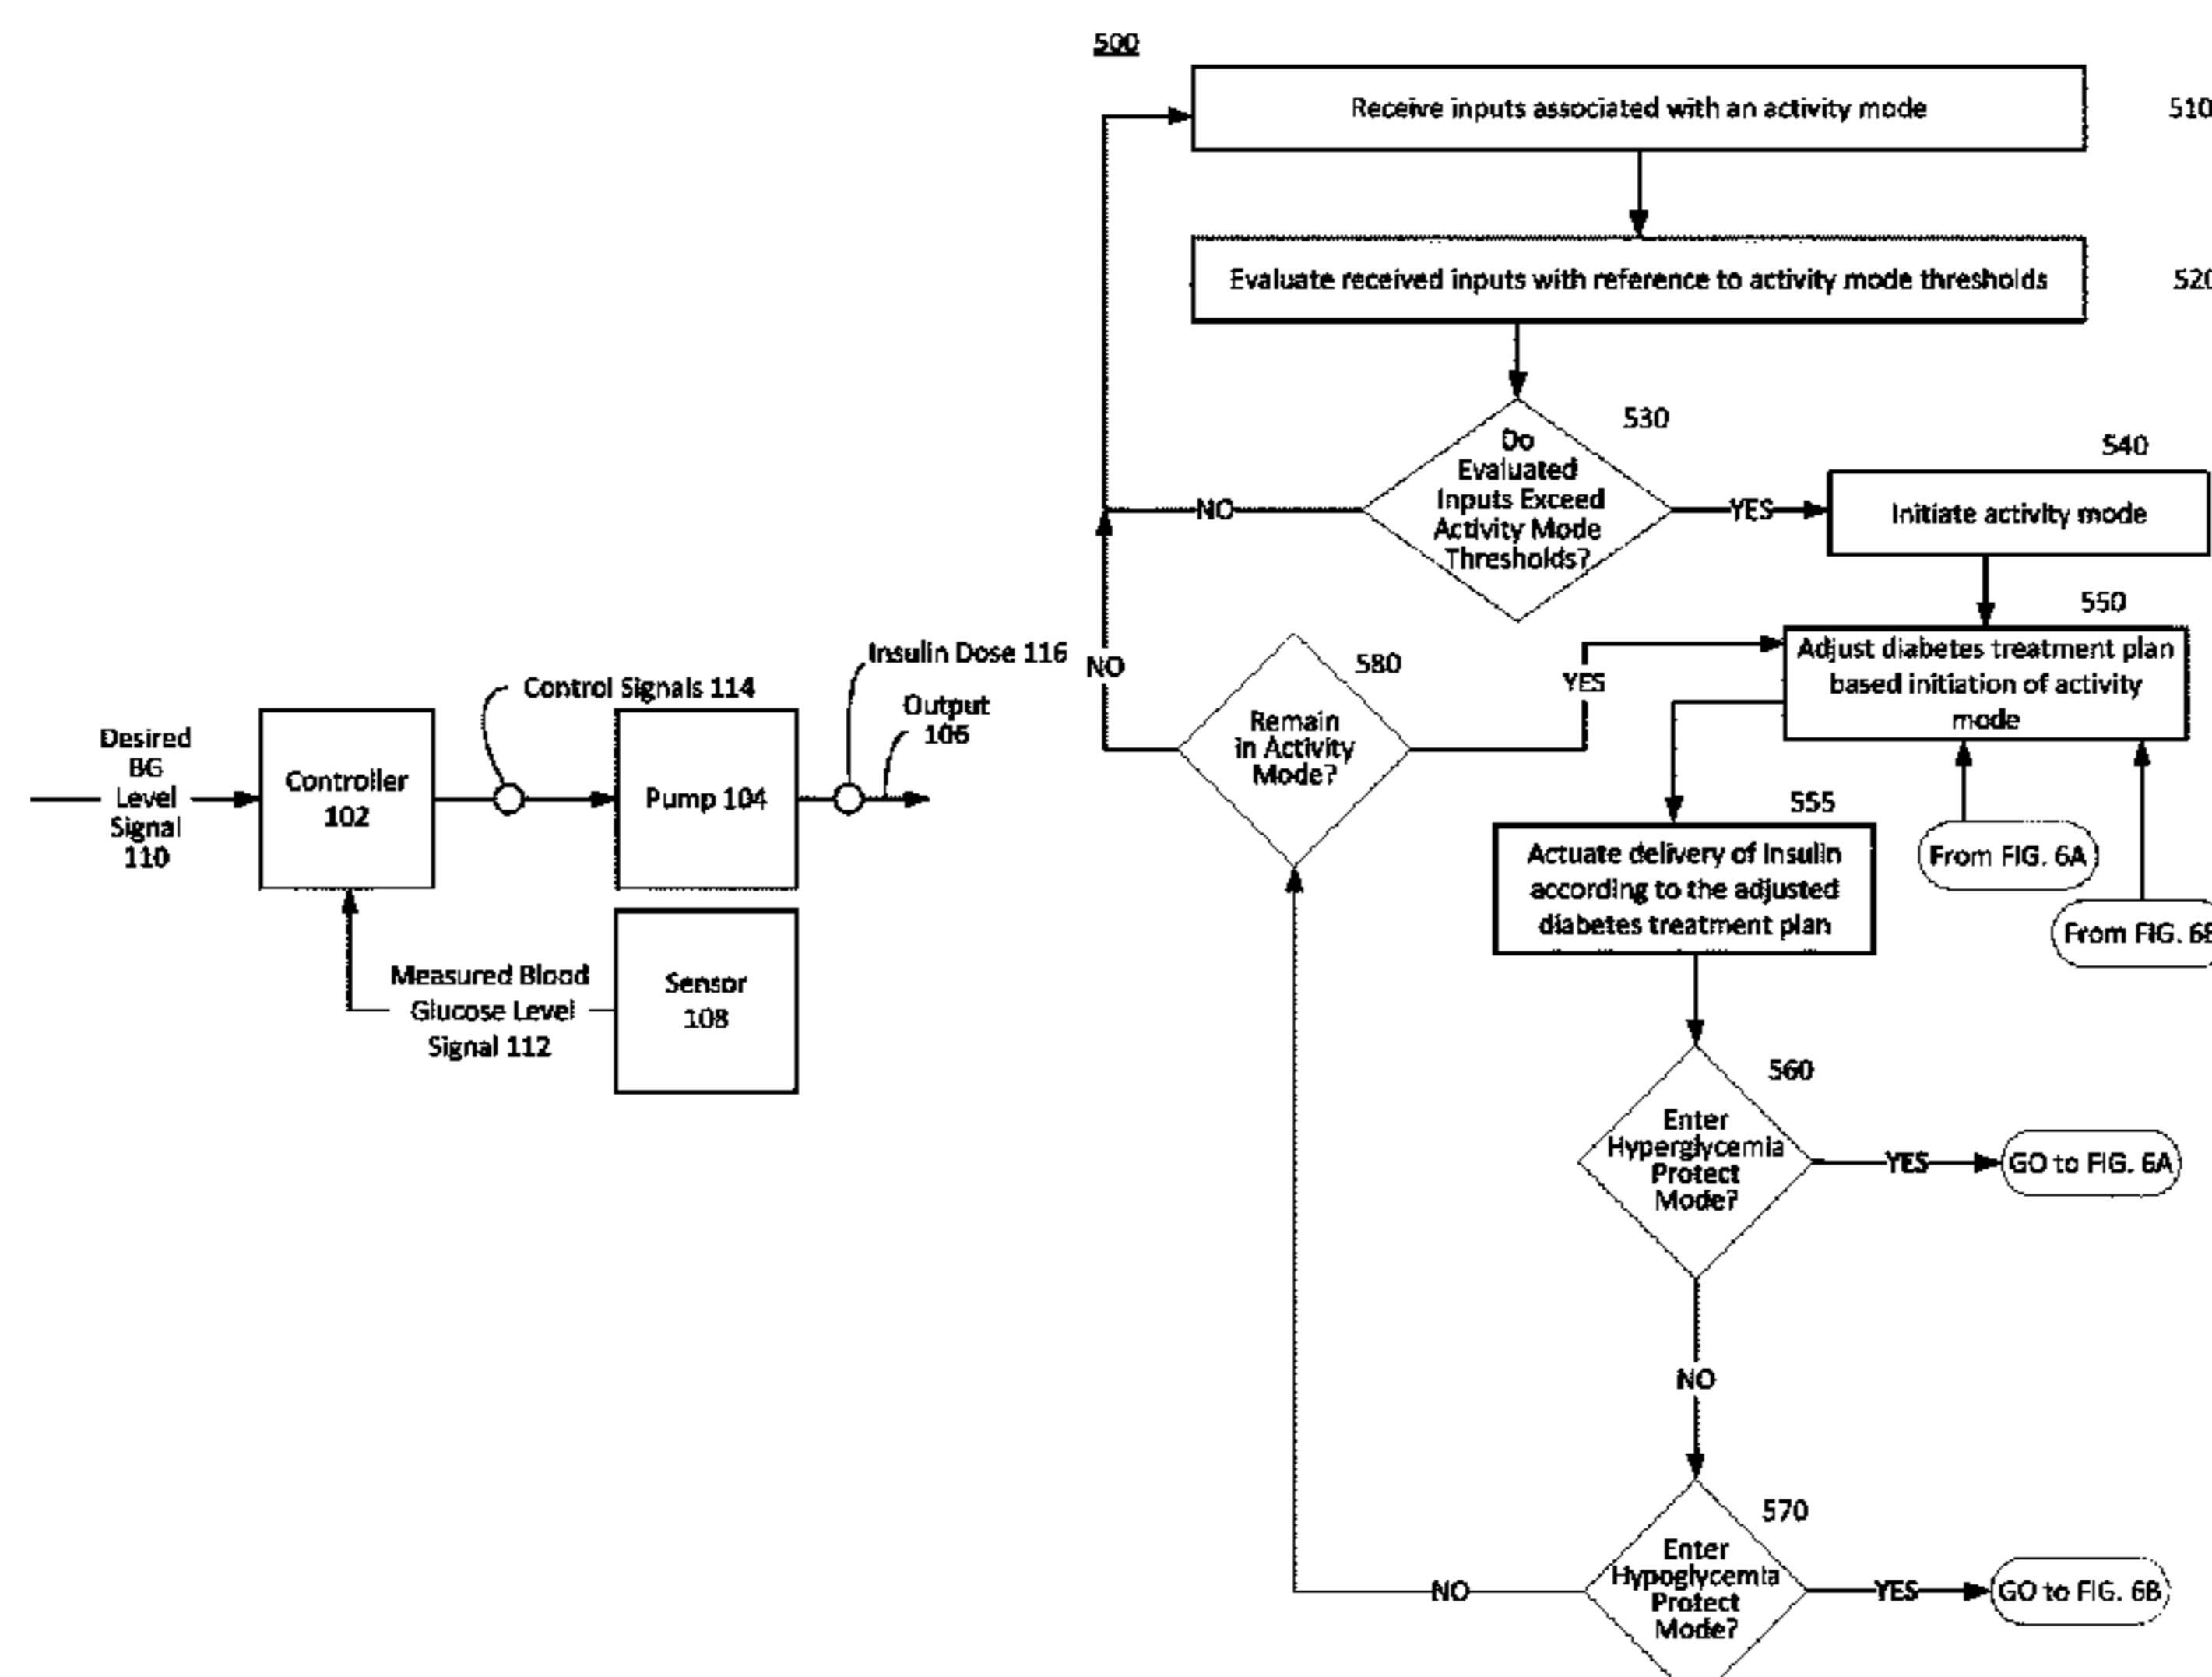 500
Receive inputs associated with an activity mode
510
Evaluate received inputs with reference to activity mode thresholds
520
530
Do
Evaluated
Inputs Exceed
Activity Mode
Thresholds?
NO
YES
540
Initiate activity mode
550
Adjust diabetes treatment plan
based initiation of activity
mode
580
Remain
in Activity
Mode?
NO
YES
555
Actuate delivery of Insulin
according to the adjusted
diabetes treatment plan
From FIG. 6A
From FIG. 6B
560
Enter
Hyperglycemia
Protect
Mode?
YES
GO to FIG. 6A
NO
570
Enter
Hypoglycemia
Protect
Mode?
NO
YES
GO to FIG. 6B
Desired
BG
Level
Signal
110
Controller
102
Control Signals 114
Pump 104
Insulin Dose 116
Output
106
Measured Blood
Glucose Level
Signal 112
Sensor
108